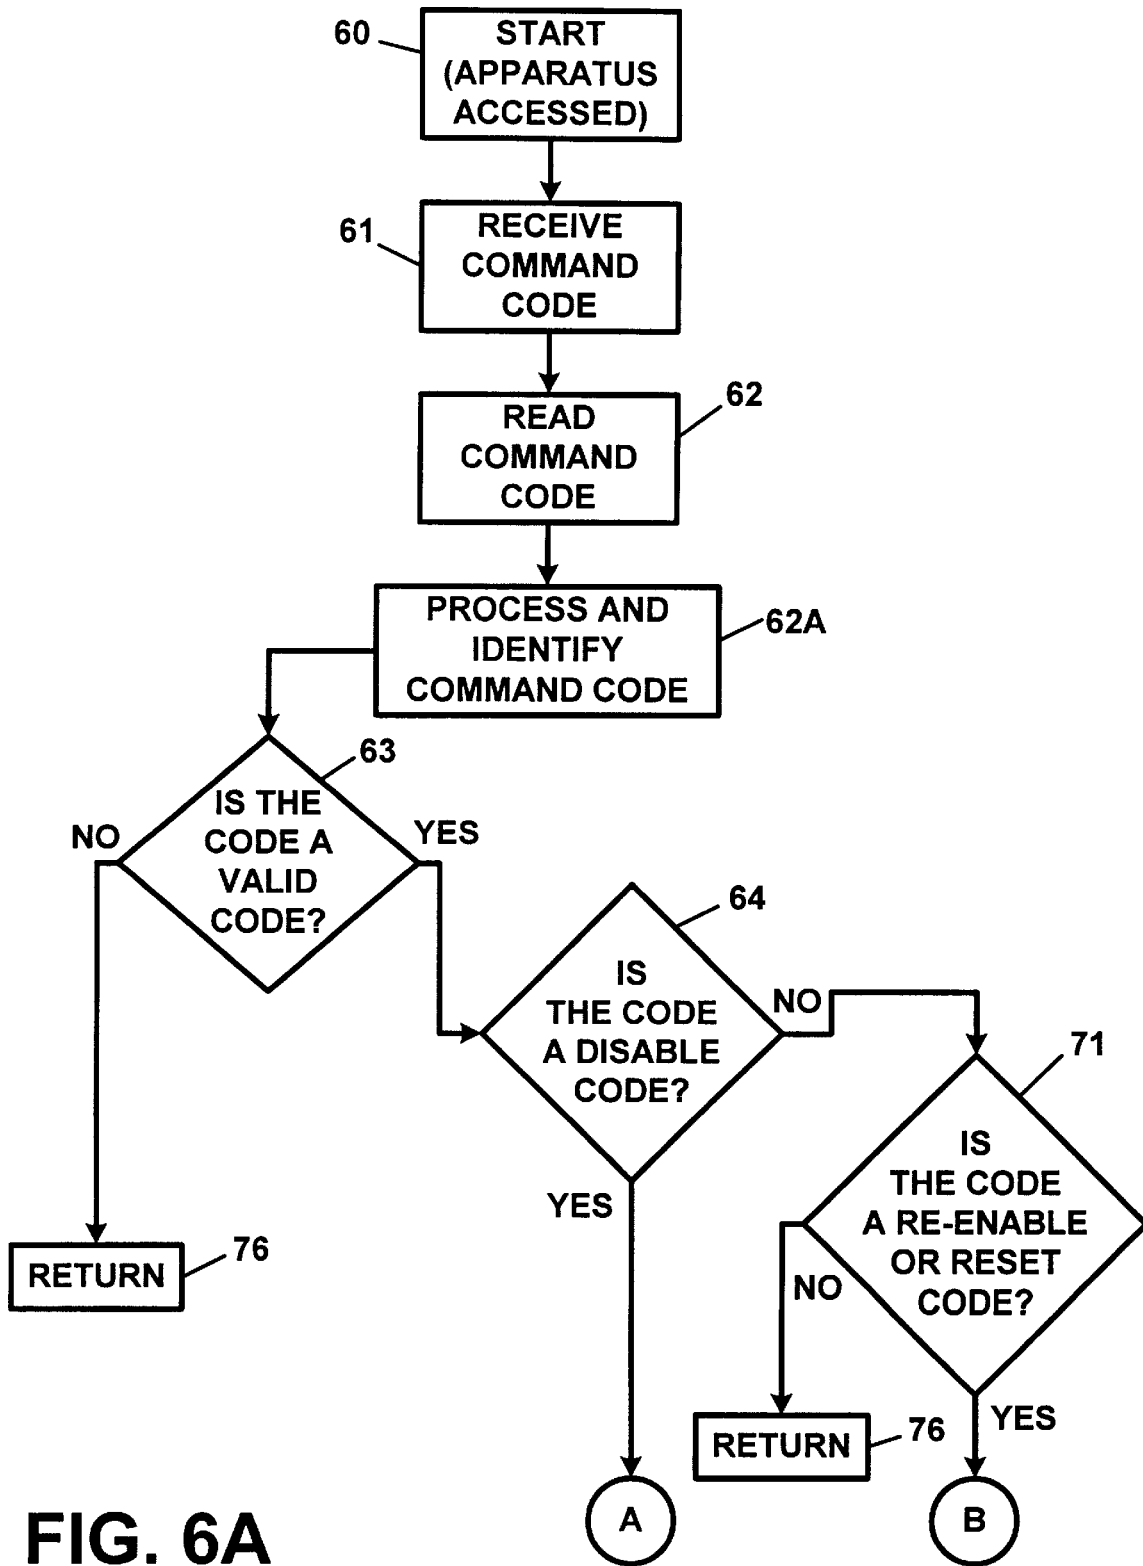 60
START
(APPARATUS
ACCESSED)
61
RECEIVE
COMMAND
CODE
62
READ
COMMAND
CODE
62A
PROCESS AND
IDENTIFY
COMMAND CODE
63
IS THE
CODE A
VALID
CODE?
NO
YES
64
IS
THE CODE
A DISABLE
CODE?
NO
YES
71
IS
THE CODE
A RE-ENABLE
OR RESET
CODE?
NO
YES
RETURN
76
RETURN
76
A
B
FIG. 6A